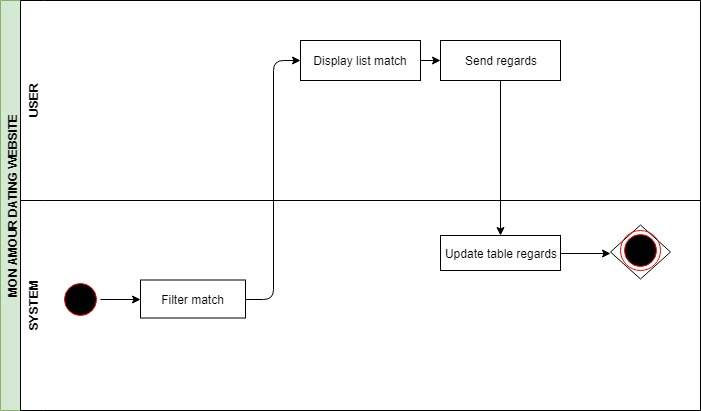 MON AMOUR DATING WEBSITE
USER
Display list match
Send regards
SYSTEM
Filter match
Update table regards